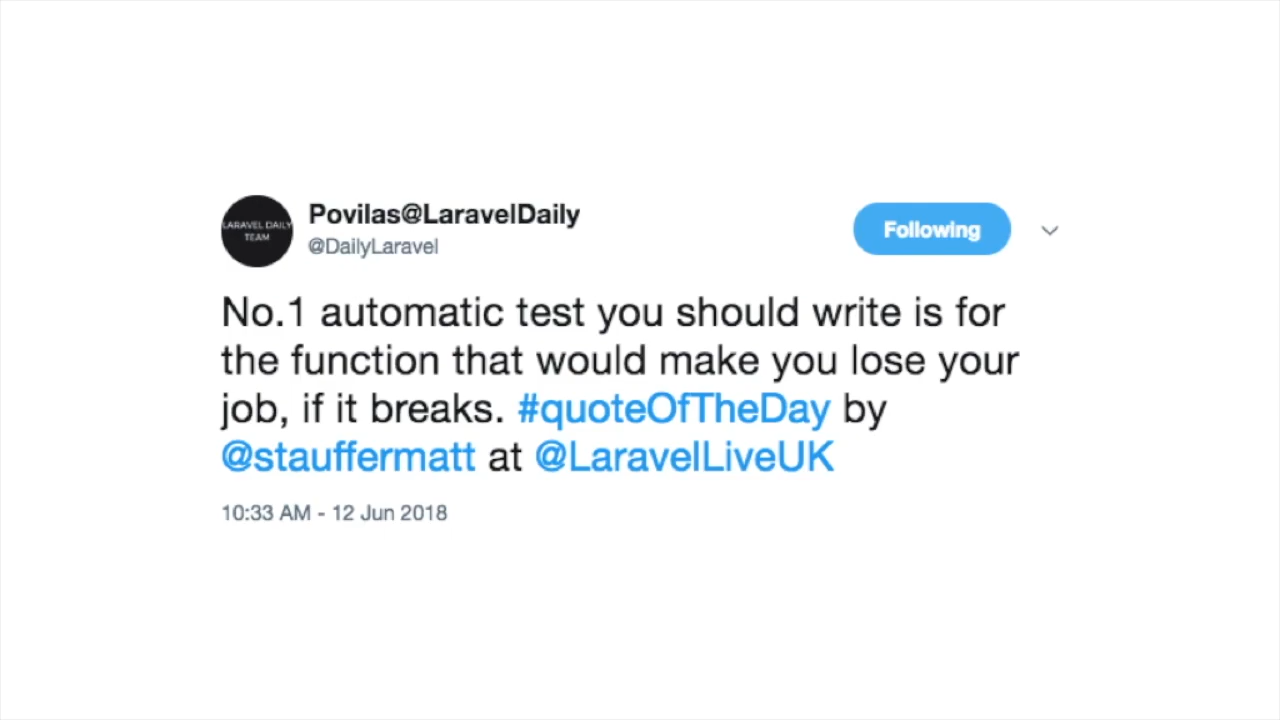 LARAVEL DAILY
TEAM
Povilas@LaravelDaily
@DailyLaravel
Following
No.1 automatic test you should write is for
the function that would make you lose your
job, if it breaks. #quoteOfTheDay by
@stauffermatt at @LaravelLiveUK
10:33 AM - 12 Jun 2018